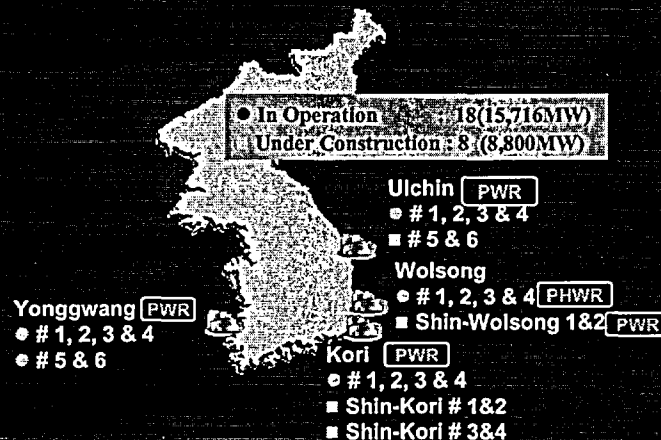 ● In Operation : 18(15,716MW)
Under Construction : 8 (8,800MW)
Ulchin PWR
● # 1, 2, 3 & 4
■ # 5 & 6
Wolsong
● # 1, 2, 3 & 4 PHWR
■ Shin-Wolsong 1&2 PWR
Yonggwang PWR
● # 1, 2, 3 & 4
● # 5 & 6
Kori PWR
● # 1, 2, 3 & 4
■ Shin-Kori # 1&2
■ Shin-Kori # 3&4